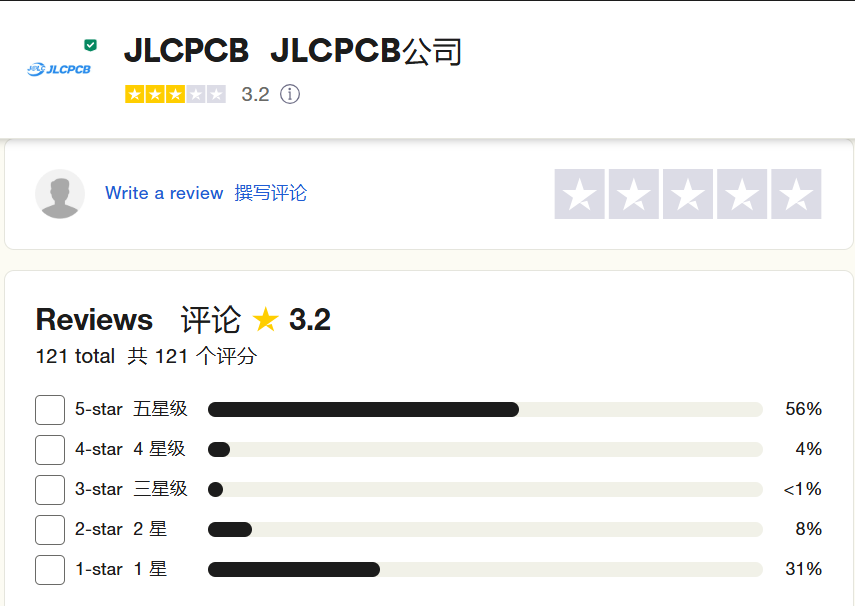 JLCPCB JLCPCB公司
JLCPCB
3.2
Write a review 撰写评论
Reviews 评论 3.2
121 total 共 121 个评分
5-star 五星级 56%
4-star 4 星级 4%
3-star 三星级 <1%
2-star 2 星 8%
1-star 1 星 31%